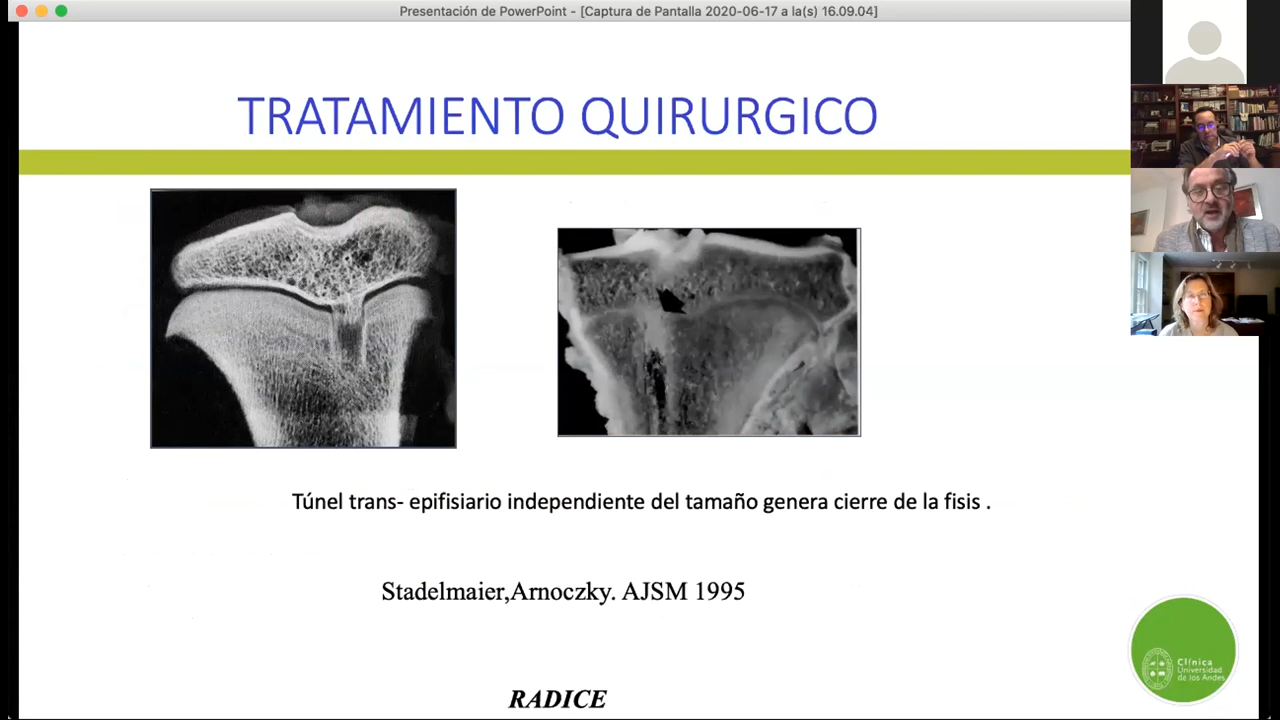 Presentación de PowerPoint - [Captura de Pantalla 2020-06-17 a la(s) 16.09.04]
TRATAMIENTO QUIRURGICO
Túnel trans- epifisiario independiente del tamaño genera cierre de la fisis .
Stadelmaier,Arnoczky. AJSM 1995
RADICE
Clínica
Universidad
de los Andes